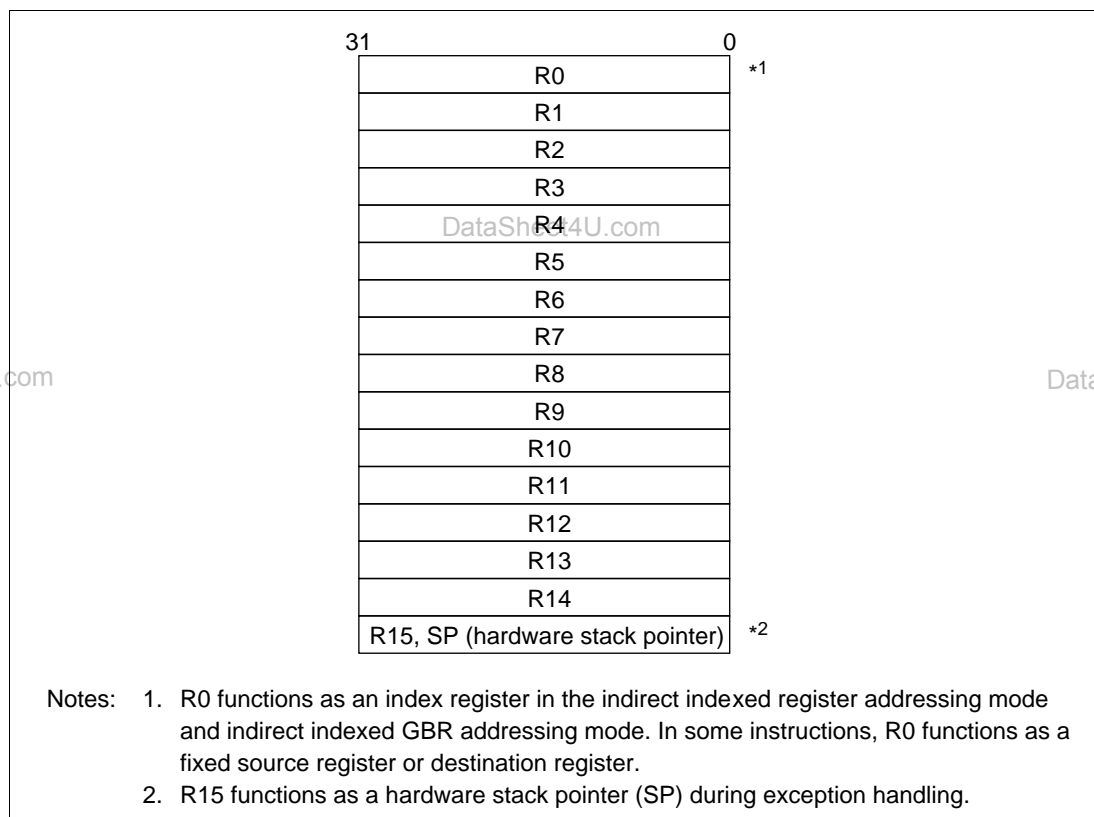 31 0
R0 *1
R1
R2
R3
DataSheet4U.com
R4
R5
R6
R7
R8
.com
Data
R9
R10
R11
R12
R13
R14
R15, SP (hardware stack pointer) *2
Notes: 1. R0 functions as an index register in the indirect indexed register addressing mode
and indirect indexed GBR addressing mode. In some instructions, R0 functions as a
fixed source register or destination register.
2. R15 functions as a hardware stack pointer (SP) during exception handling.